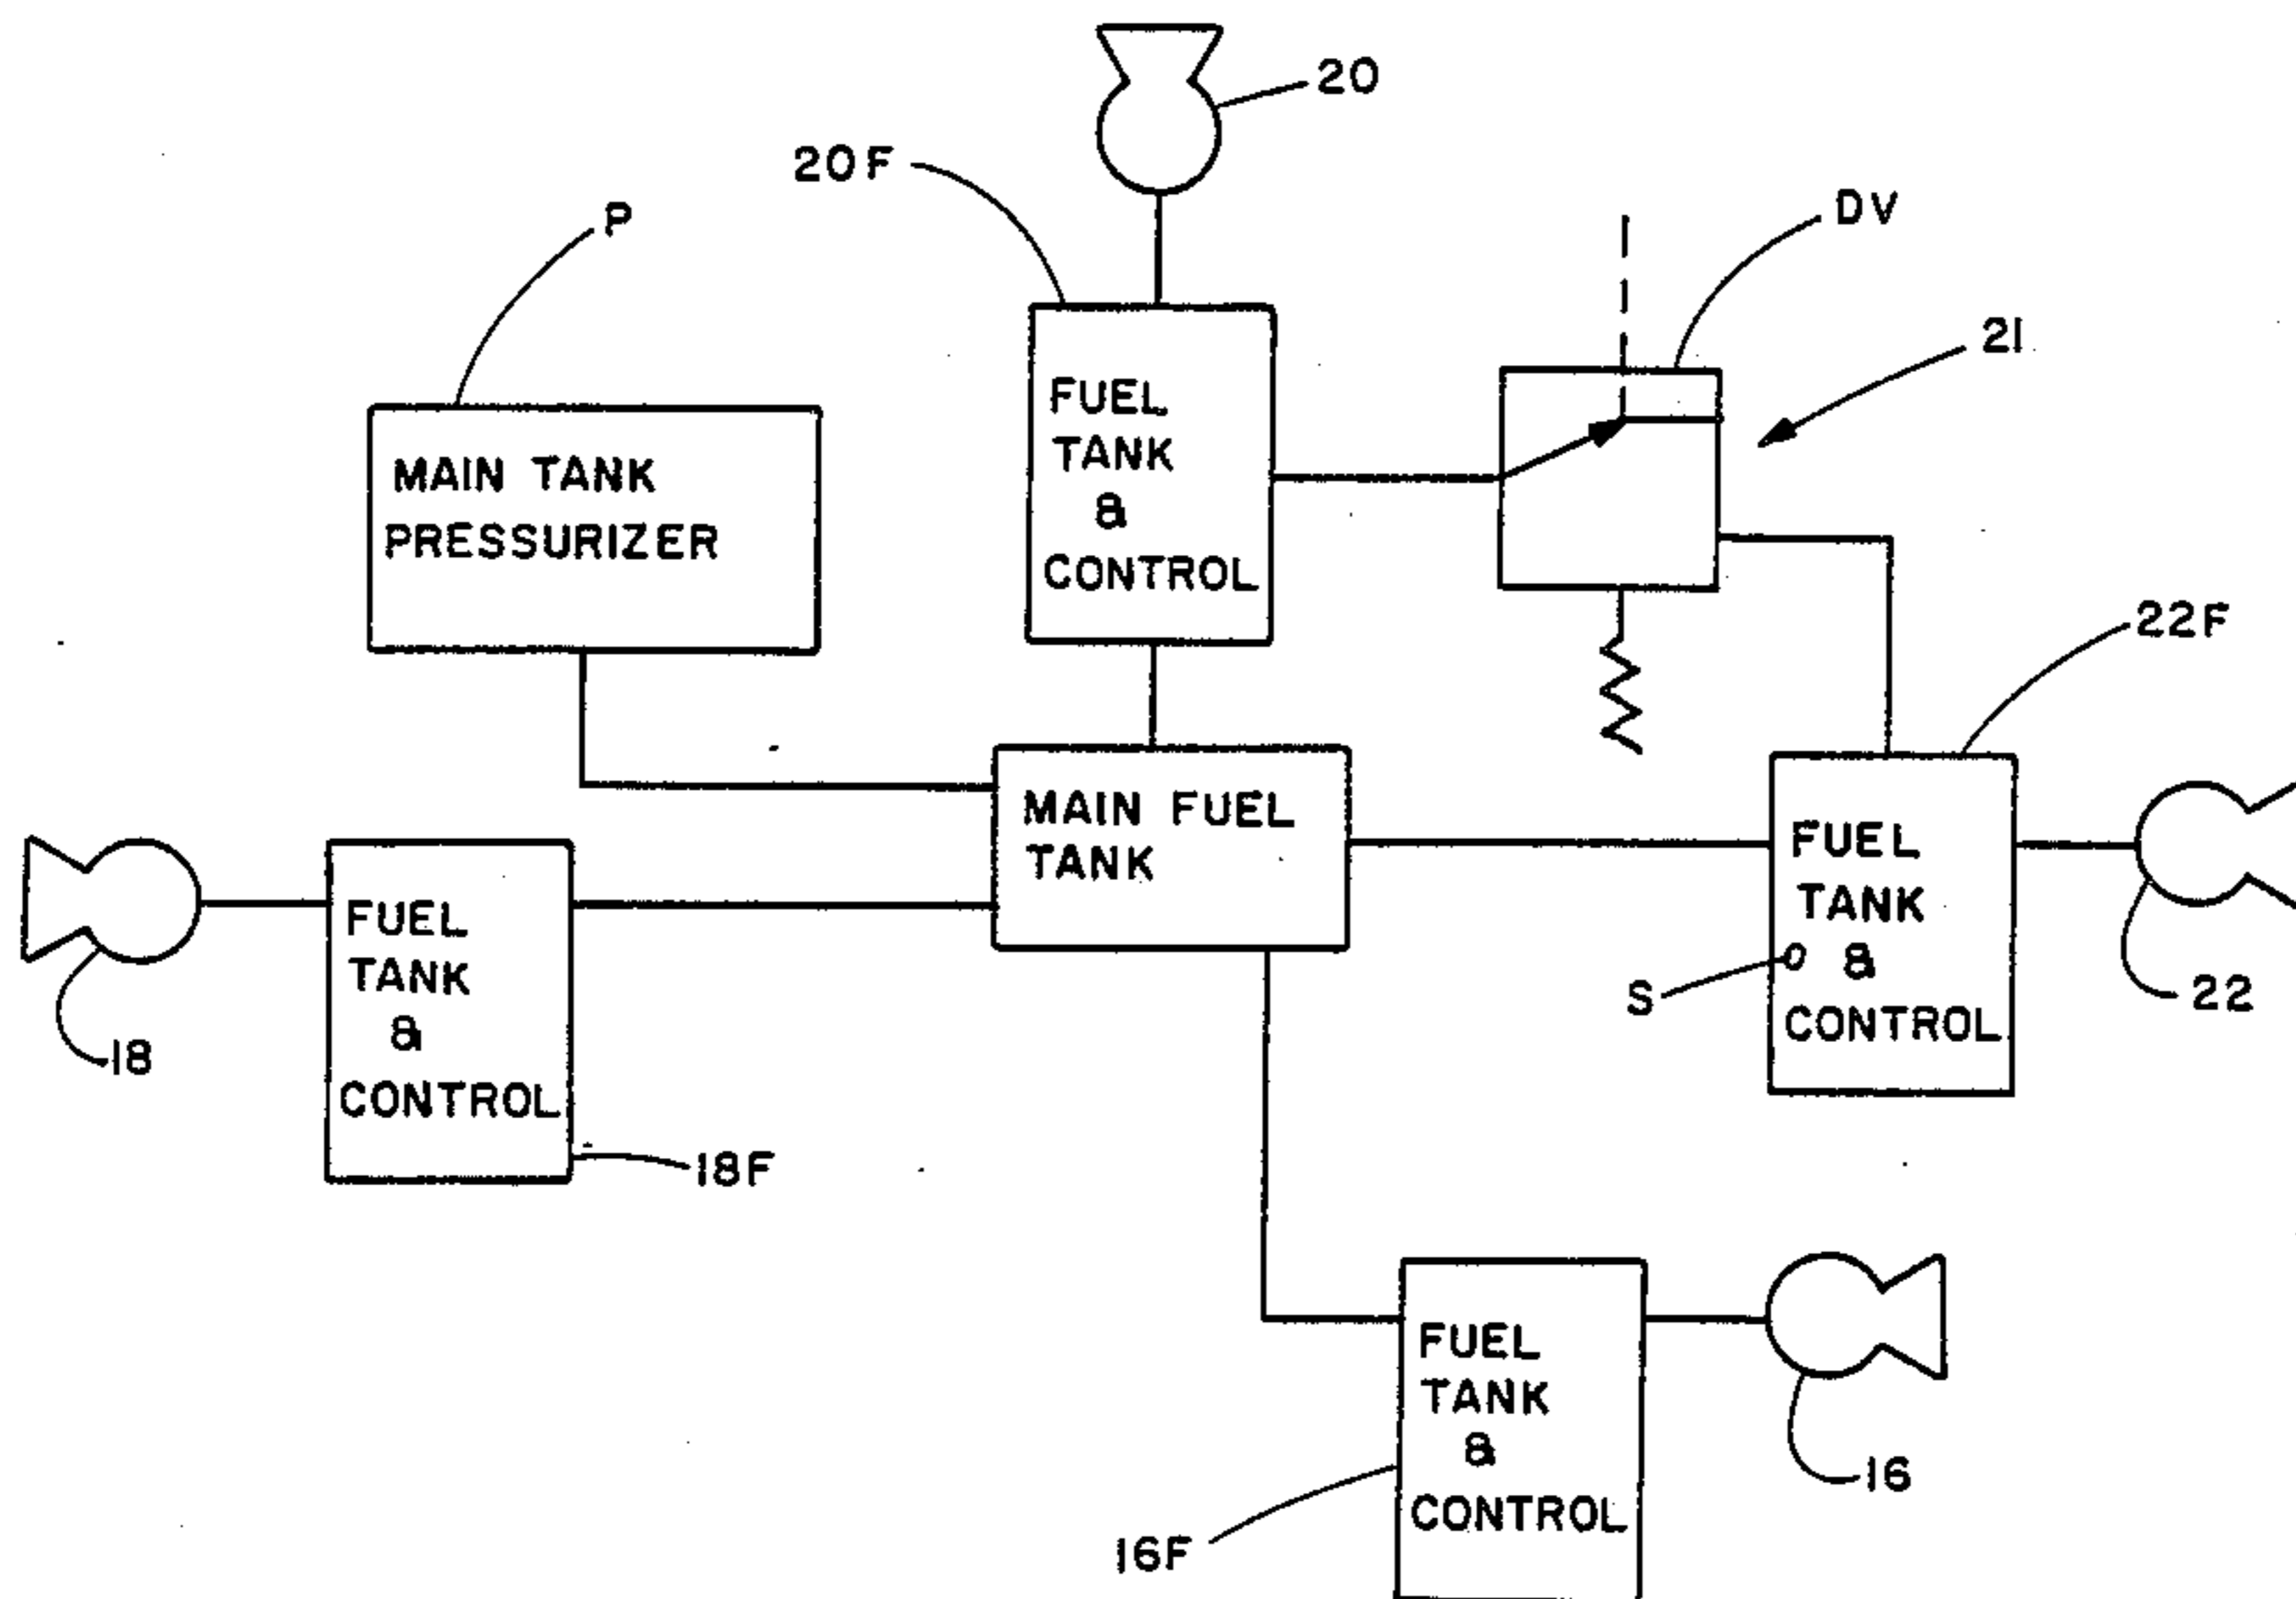 20
20F
P
DV
21
FUEL
TANK
&
CONTROL
MAIN TANK
PRESSURIZER
22F
MAIN FUEL
TANK
FUEL
TANK
&
CONTROL
S
22
FUEL
TANK
&
CONTROL
18
18F
FUEL
TANK
&
CONTROL
16
16F